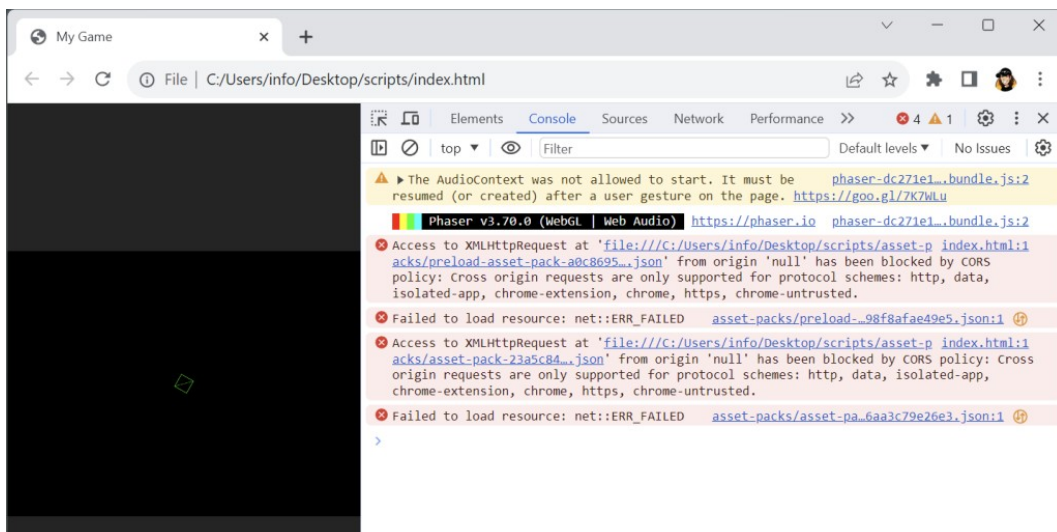 My Game
File | C:/Users/info/Desktop/scripts/index.html
Elements Console Sources Network Performance 4 1
top Filter Default levels No Issues
The AudioContext was not allowed to start. It must be phaser-dc271e1….bundle.js:2
resumed (or created) after a user gesture on the page. https://goo.gl/7K7WLu
Phaser v3.70.0 (WebGL | Web Audio) https://phaser.io phaser-dc271e1….bundle.js:2
Access to XMLHttpRequest at 'file:///C:/Users/info/Desktop/scripts/asset-p index.html:1
acks/preload-asset-pack-a0c8695….json' from origin 'null' has been blocked by CORS
policy: Cross origin requests are only supported for protocol schemes: http, data,
isolated-app, chrome-extension, chrome, https, chrome-untrusted.
Failed to load resource: net::ERR_FAILED asset-packs/preload-…98f8afae49e5.json:1
Access to XMLHttpRequest at 'file:///C:/Users/info/Desktop/scripts/asset-p index.html:1
acks/asset-pack-23a5c84….json' from origin 'null' has been blocked by CORS policy: Cross
origin requests are only supported for protocol schemes: http, data, isolated-app,
chrome-extension, chrome, https, chrome-untrusted.
Failed to load resource: net::ERR_FAILED asset-packs/asset-pa…6aa3c79e26e3.json:1